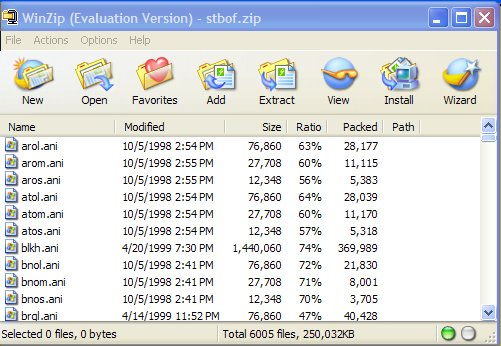 WinZip (Evaluation Version) - stbof.zip
File Actions Options Help
New Open Favorites Add Extract View Install Wizard
Name Modified Size Ratio Packed Path
arol.ani 10/5/1998 2:54 PM 76,860 63% 28,177
arom.ani 10/5/1998 2:55 PM 27,708 60% 11,115
aros.ani 10/5/1998 2:55 PM 12,348 56% 5,383
atol.ani 10/5/1998 2:54 PM 76,860 64% 28,039
atom.ani 10/5/1998 2:54 PM 27,708 60% 11,170
atos.ani 10/5/1998 2:54 PM 12,348 57% 5,318
blkh.ani 4/20/1999 7:30 PM 1,440,060 74% 369,989
bnol.ani 10/5/1998 2:41 PM 76,860 72% 21,830
bnom.ani 10/5/1998 2:41 PM 27,708 71% 8,001
bnos.ani 10/5/1998 2:41 PM 12,348 70% 3,705
brgl.ani 4/14/1999 11:52 PM 76,860 47% 40,428
Selected 0 files, 0 bytes Total 6005 files, 250,032KB